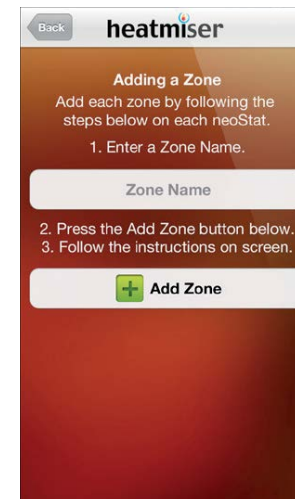 Back
heatmiser
Adding a Zone
Add each zone by following the
steps below on each neoStat.
1. Enter a Zone Name.
Zone Name
2. Press the Add Zone button below.
3. Follow the instructions on screen.
Add Zone